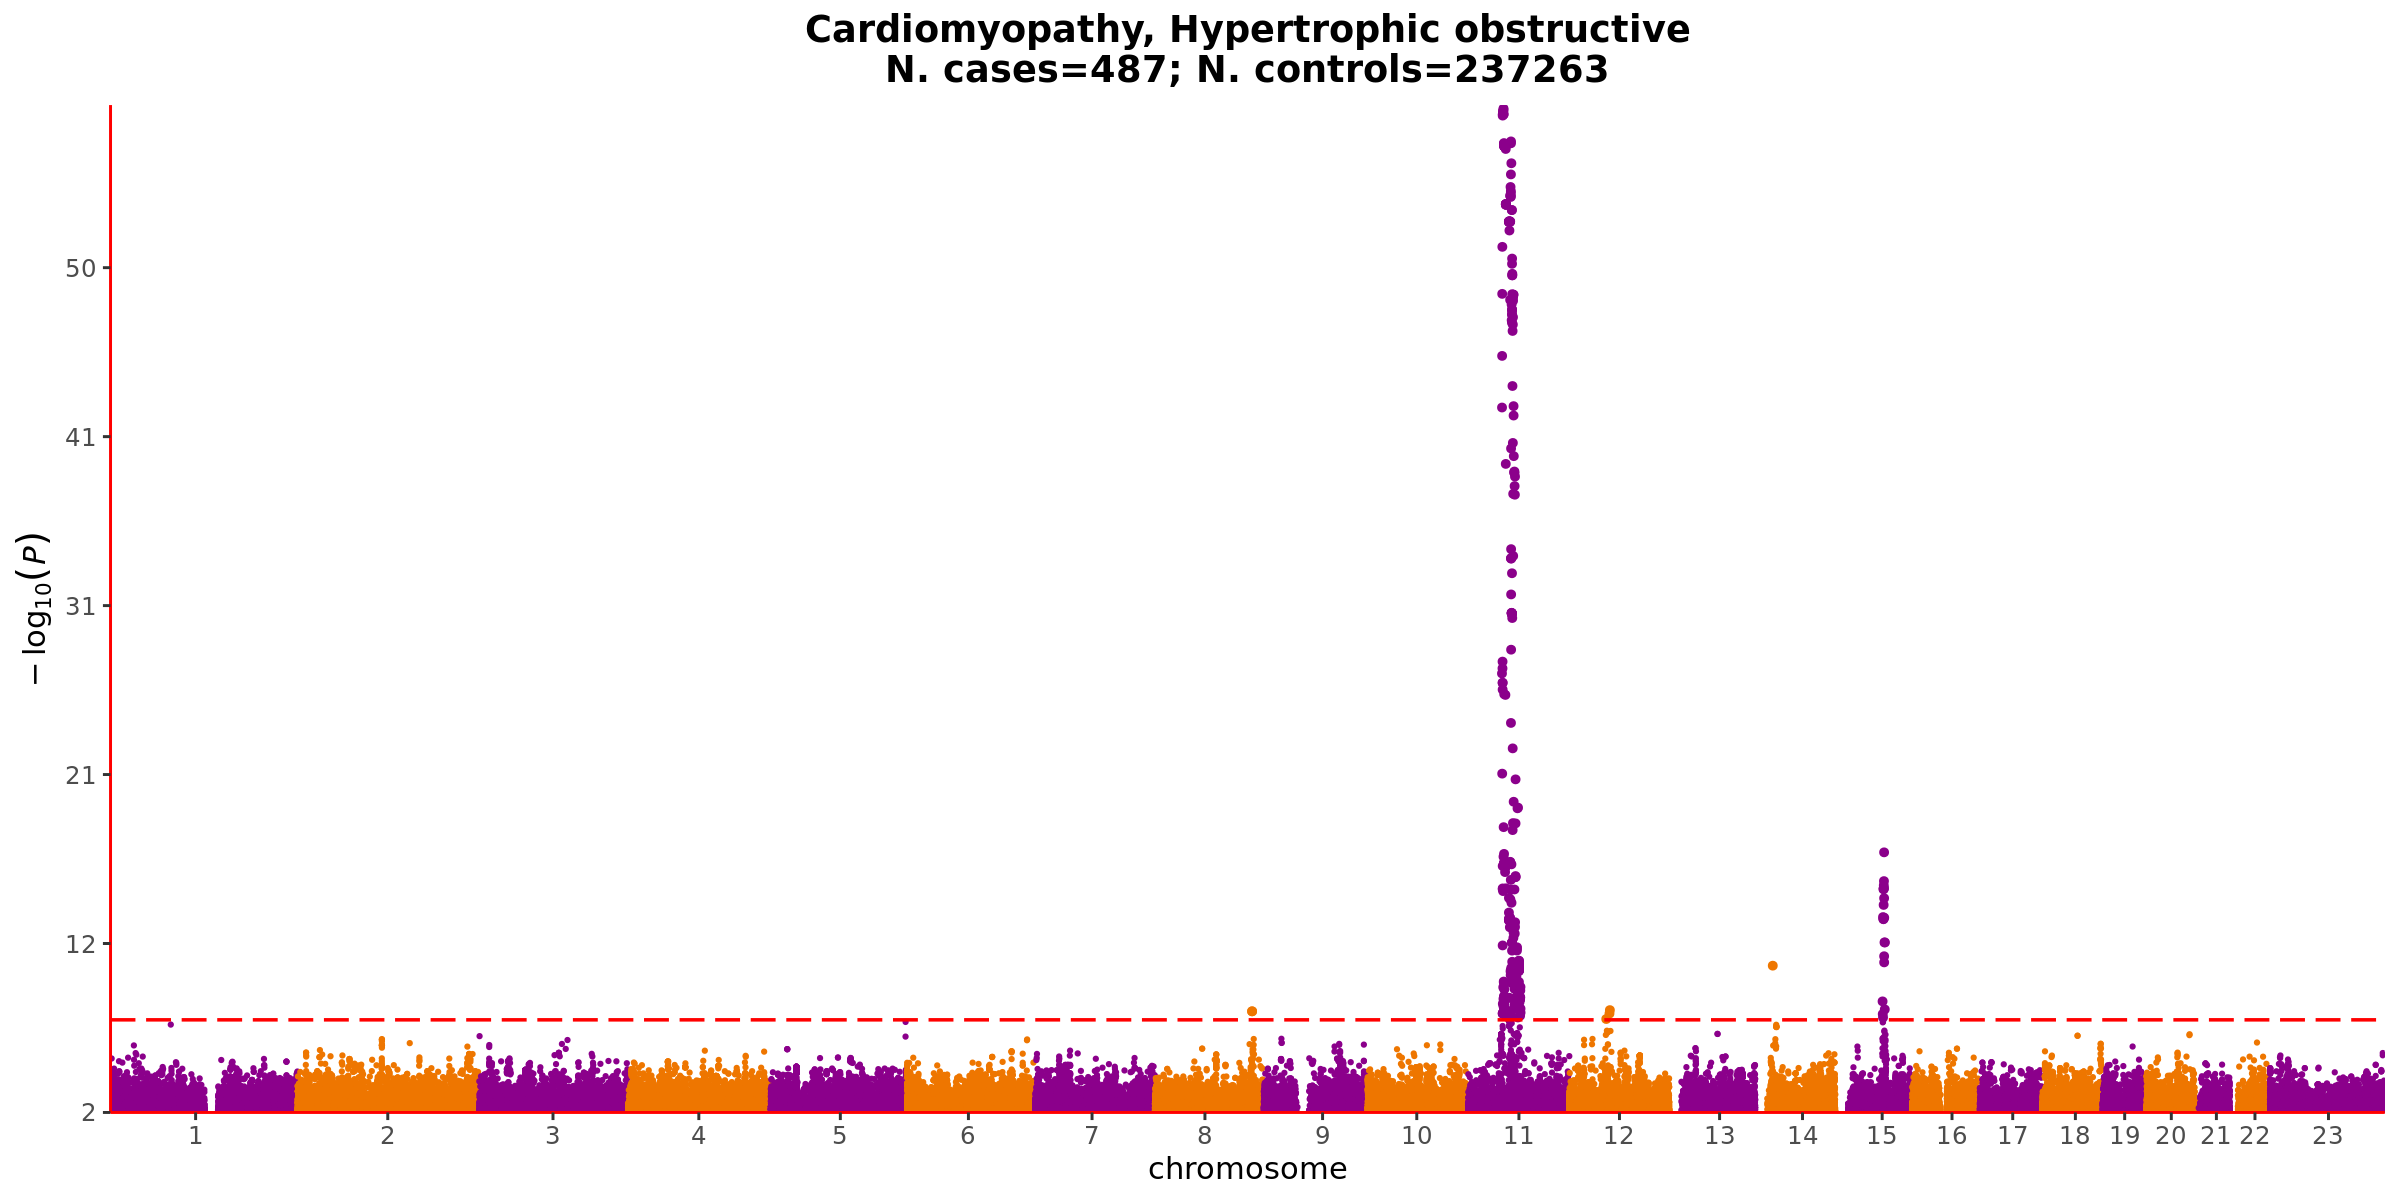 Cardiomyopathy, Hypertrophic obstructive
N. cases=487; N. controls=237263
− log10(P)
50
41
31
21
12
2
1 2 3 4 5 6 7 8 9 10 11 12 13 14 15 16 17 18 19 20 21 22 23
chromosome